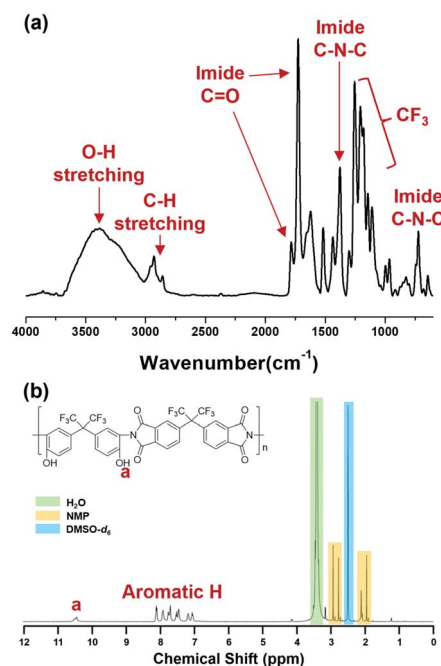 (a)
Imide
C-N-C
Imide
C=O
CF3
O-H
stretching
C-H
stretching
Imide
C-N-C
4000 3500 3000 2500 2000 1500 1000
Wavenumber(cm-1)
(b)
F3C CF3 F3C CF3
O O
N N
n
OH OH O O
a
H2O
NMP
DMSO-d6
Aromatic H
a
12 11 10 9 8 7 6 5 4 3 2 1 0
Chemical Shift (ppm)